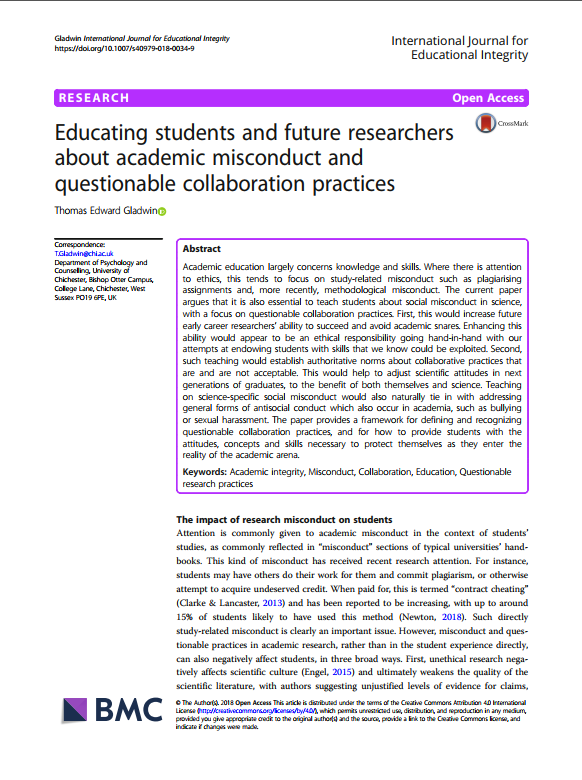 Gladwin International Journal for Educational Integrity
https://doi.org/10.1007/s40979-018-0034-9
International Journal for
Educational Integrity
RESEARCH
Open Access
CrossMark
Educating students and future researchers
about academic misconduct and
questionable collaboration practices
Thomas Edward Gladwin
Correspondence:
T.Gladwin@chi.ac.uk
Department of Psychology and
Counselling, University of
Chichester, Bishop Otter Campus,
College Lane, Chichester, West
Sussex PO19 6PE, UK
Abstract
Academic education largely concerns knowledge and skills. Where there is attention
to ethics, this tends to focus on study-related misconduct such as plagiarising
assignments and, more recently, methodological misconduct. The current paper
argues that it is also essential to teach students about social misconduct in science,
with a focus on questionable collaboration practices. First, this would increase future
early career researchers' ability to succeed and avoid academic snares. Enhancing this
ability would appear to be an ethical responsibility going hand-in-hand with our
attempts at endowing students with skills that we know could be exploited. Second,
such teaching would establish authoritative norms about collaborative practices that
are and are not acceptable. This would help to adjust scientific attitudes in next
generations of graduates, to the benefit of both themselves and science. Teaching
on science-specific social misconduct would also naturally tie in with addressing
general forms of antisocial conduct which also occur in academia, such as bullying
or sexual harassment. The paper provides a framework for defining and recognizing
questionable collaboration practices, and for how to provide students with the
attitudes, concepts and skills necessary to protect themselves as they enter the
reality of the academic arena.
Keywords: Academic integrity, Misconduct, Collaboration, Education, Questionable
research practices
The impact of research misconduct on students
Attention is commonly given to academic misconduct in the context of students'
studies, as commonly reflected in "misconduct" sections of typical universities' hand-
books. This kind of misconduct has received recent research attention. For instance,
students may have others do their work for them and commit plagiarism, or otherwise
attempt to acquire undeserved credit. When paid for, this is termed "contract cheating"
(Clarke & Lancaster, 2013) and has been reported to be increasing, with up to around
15% of students likely to have used this method (Newton, 2018). Such directly
study-related misconduct is clearly an important issue. However, misconduct and ques-
tionable practices in academic research, rather than in the student experience directly,
can also negatively affect students, in three broad ways. First, unethical research nega-
tively affects scientific culture (Engel, 2015) and ultimately weakens the quality of the
scientific literature, with authors suggesting unjustified levels of evidence for claims,
BMC
© The Author(s). 2018 Open Access This article is distributed under the terms of the Creative Commons Attribution 4.0 International
License (http://creativecommons.org/licenses/by/4.0/), which permits unrestricted use, distribution, and reproduction in any medium,
provided you give appropriate credit to the original author(s) and the source, provide a link to the Creative Commons license, and
indicate if changes were made.